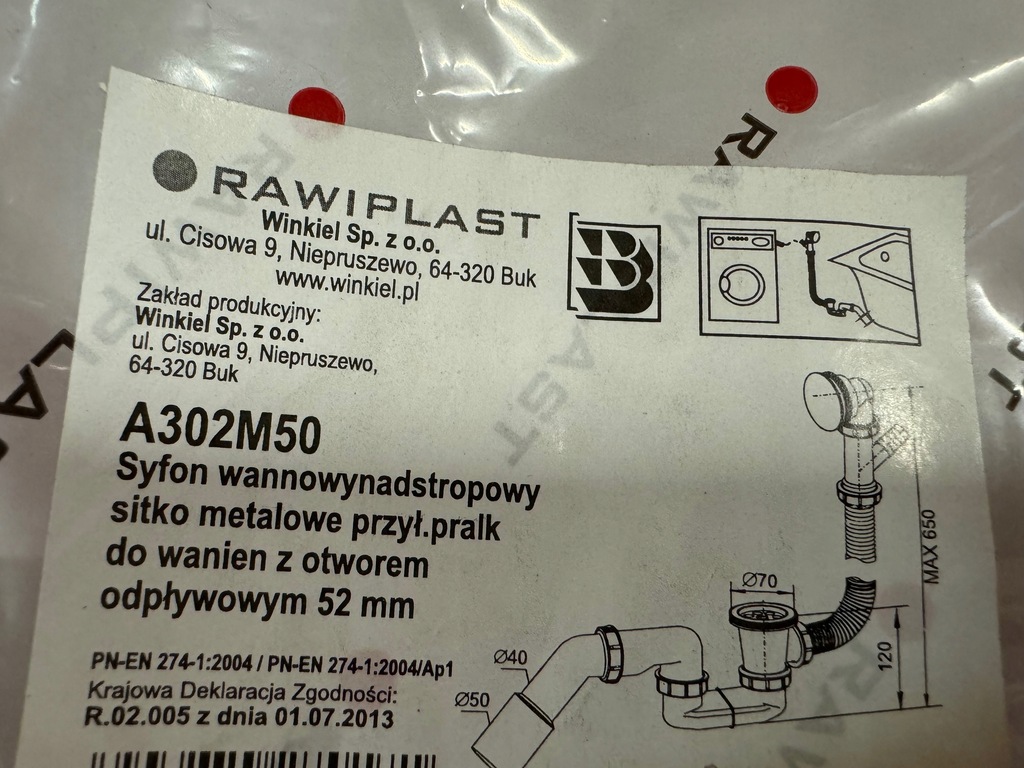 RAWIPLAST
Winkiel Sp. z o.o.
ul. Cisowa 9, Niepruszewo, 64-320 Buk
www.winkiel.pl
Zakład produkcyjny:
Winkiel Sp. z o.o.
ul. Cisowa 9, Niepruszewo,
64-320 Buk
B
A302M50
Syfon wannowynadstropowy
sitko metalowe przył.pralk
do wanien z otworem
odpływowym 52 mm
PN-EN 274-1:2004 / PN-EN 274-1:2004/Ap1
Krajowa Deklaracja Zgodności:
R.02.005 z dnia 01.07.2013
MAX 650
Ø70
120
Ø40
Ø50